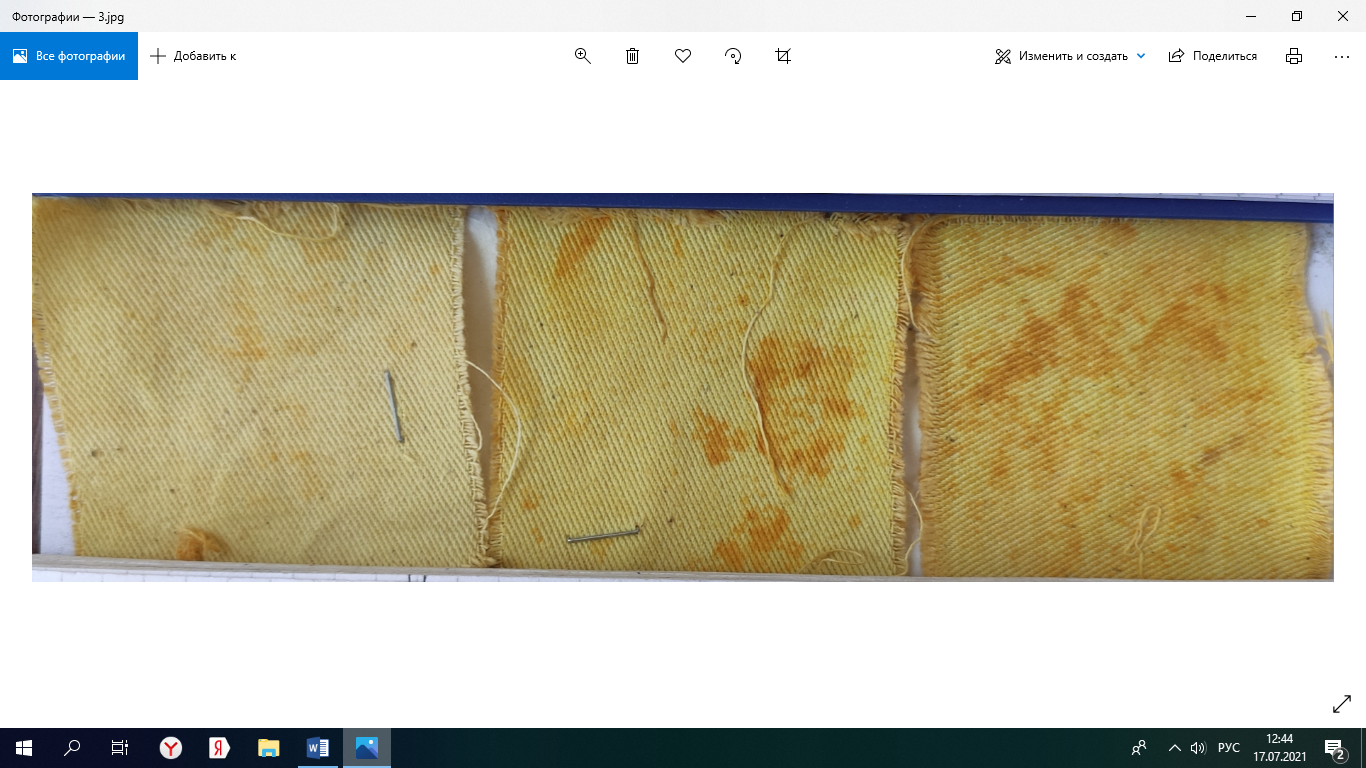 Фотографии — 3.jpg
Все фотографии
Добавить к
Изменить и создать
Поделиться
РУС
12:44
17.07.2021
2